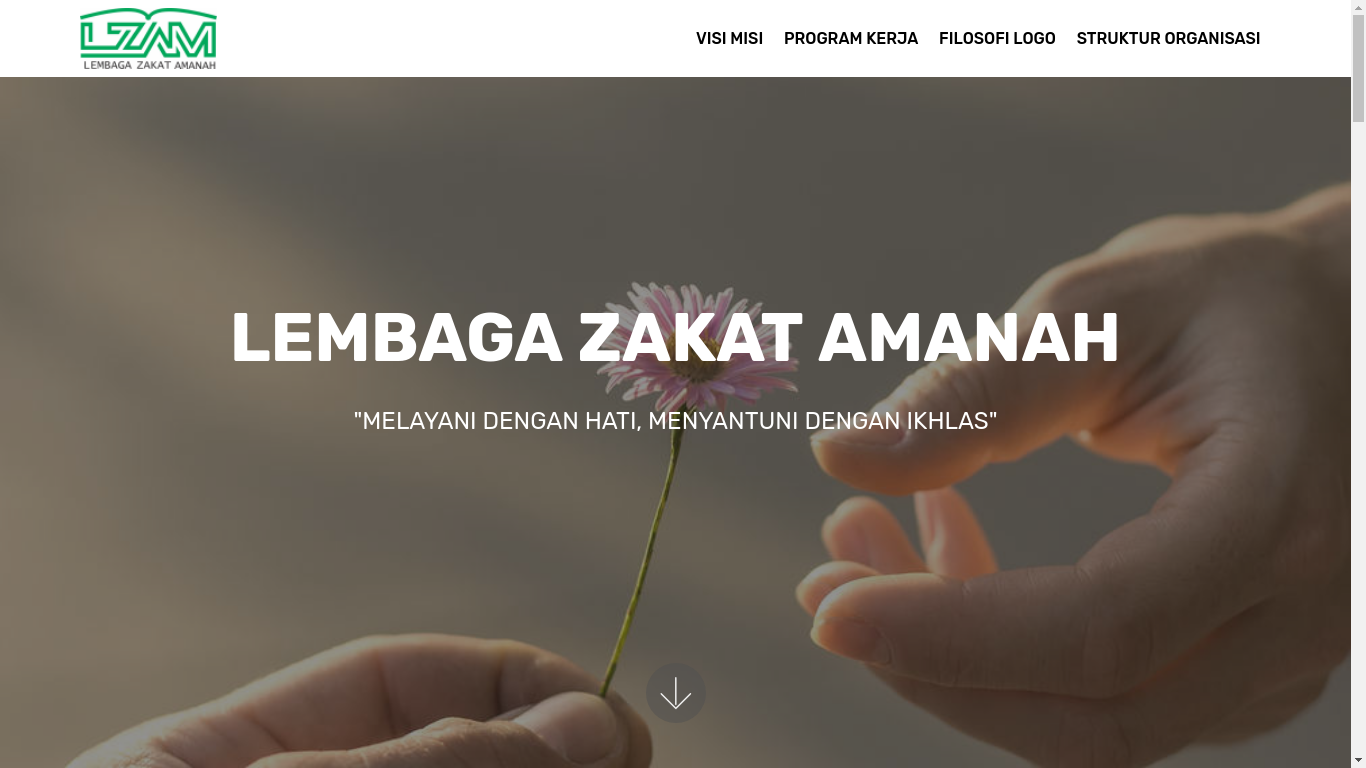 LZAM
LEMBAGA ZAKAT AMANAH
VISI MISI PROGRAM KERJA FILOSOFI LOGO STRUKTUR ORGANISASI
LEMBAGA ZAKAT AMANAH
"MELAYANI DENGAN HATI, MENYANTUNI DENGAN IKHLAS"